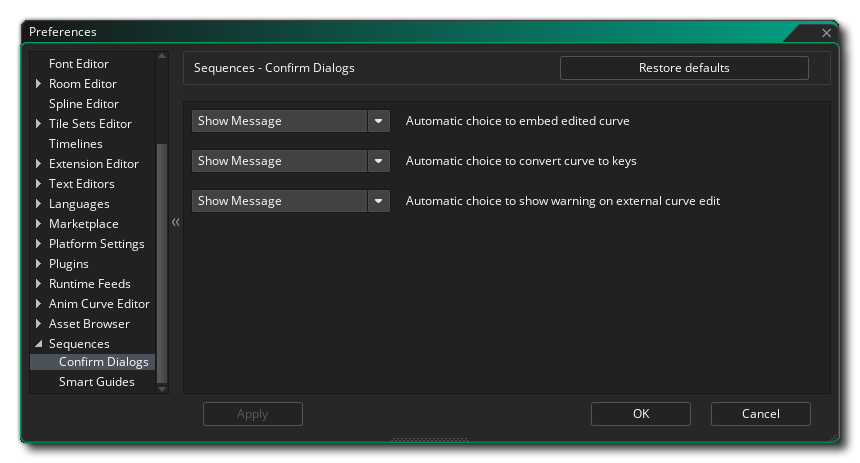 Preferences
Font Editor
Room Editor
Spline Editor
Tile Sets Editor
Timelines
Extension Editor
Text Editors
Languages
Marketplace
Platform Settings
Plugins
Runtime Feeds
Anim Curve Editor
Asset Browser
Sequences
Confirm Dialogs
Smart Guides
Sequences - Confirm Dialogs
Restore defaults
Show Message Automatic choice to embed edited curve
Show Message Automatic choice to convert curve to keys
Show Message Automatic choice to show warning on external curve edit
Apply
OK
Cancel